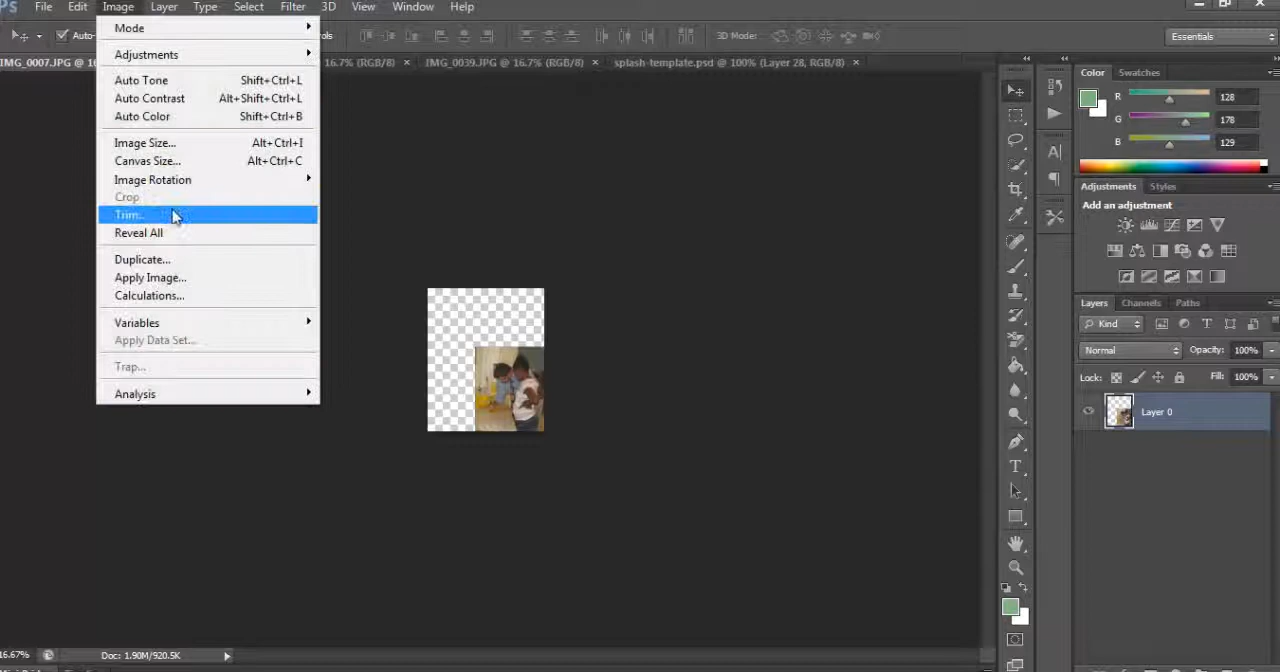 Ps File Edit Image Layer Type Select Filter 3D View Window Help
Mode
Adjustments
Auto Tone Shift+Ctrl+L
Auto Contrast Alt+Shift+Ctrl+L
Auto Color Shift+Ctrl+B
Image Size... Alt+Ctrl+I
Canvas Size... Alt+Ctrl+C
Image Rotation
Crop
Trim...
Reveal All
Duplicate...
Apply Image...
Calculations...
Variables
Apply Data Set...
Trap...
Analysis
Auto- 3D Mode: Essentials
IMG_0007.JPG @ 16.7% (RGB/8) × IMG_0039.JPG @ 16.7% (RGB/8) × splash-template.psd @ 100% (Layer 28, RGB/8) ×
Color Swatches
R 128
G 178
B 129
Adjustments Styles
Add an adjustment
Layers Channels Paths
Kind
Normal Opacity: 100%
Lock: Fill: 100%
Layer 0
16.67% Doc: 1.90M/920.5K